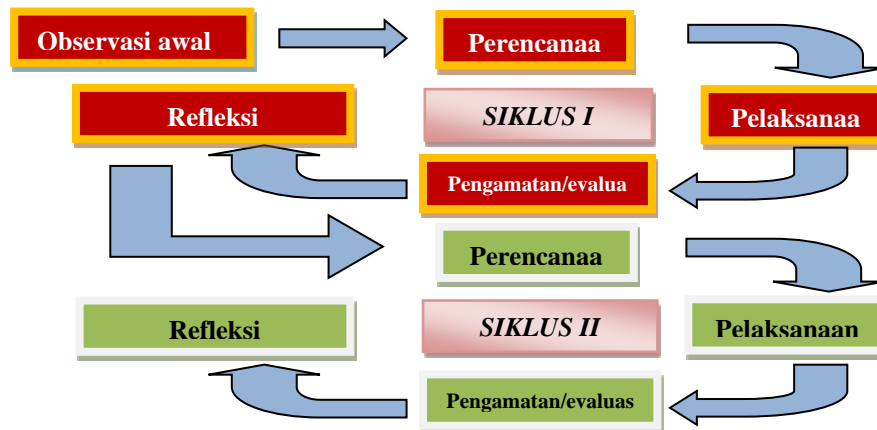 Observasi awal
Perencanaa
Refleksi
SIKLUS I
Pelaksanaa
Pengamatan/evalua
Perencanaa
Refleksi
SIKLUS II
Pelaksanaan
Pengamatan/evaluas